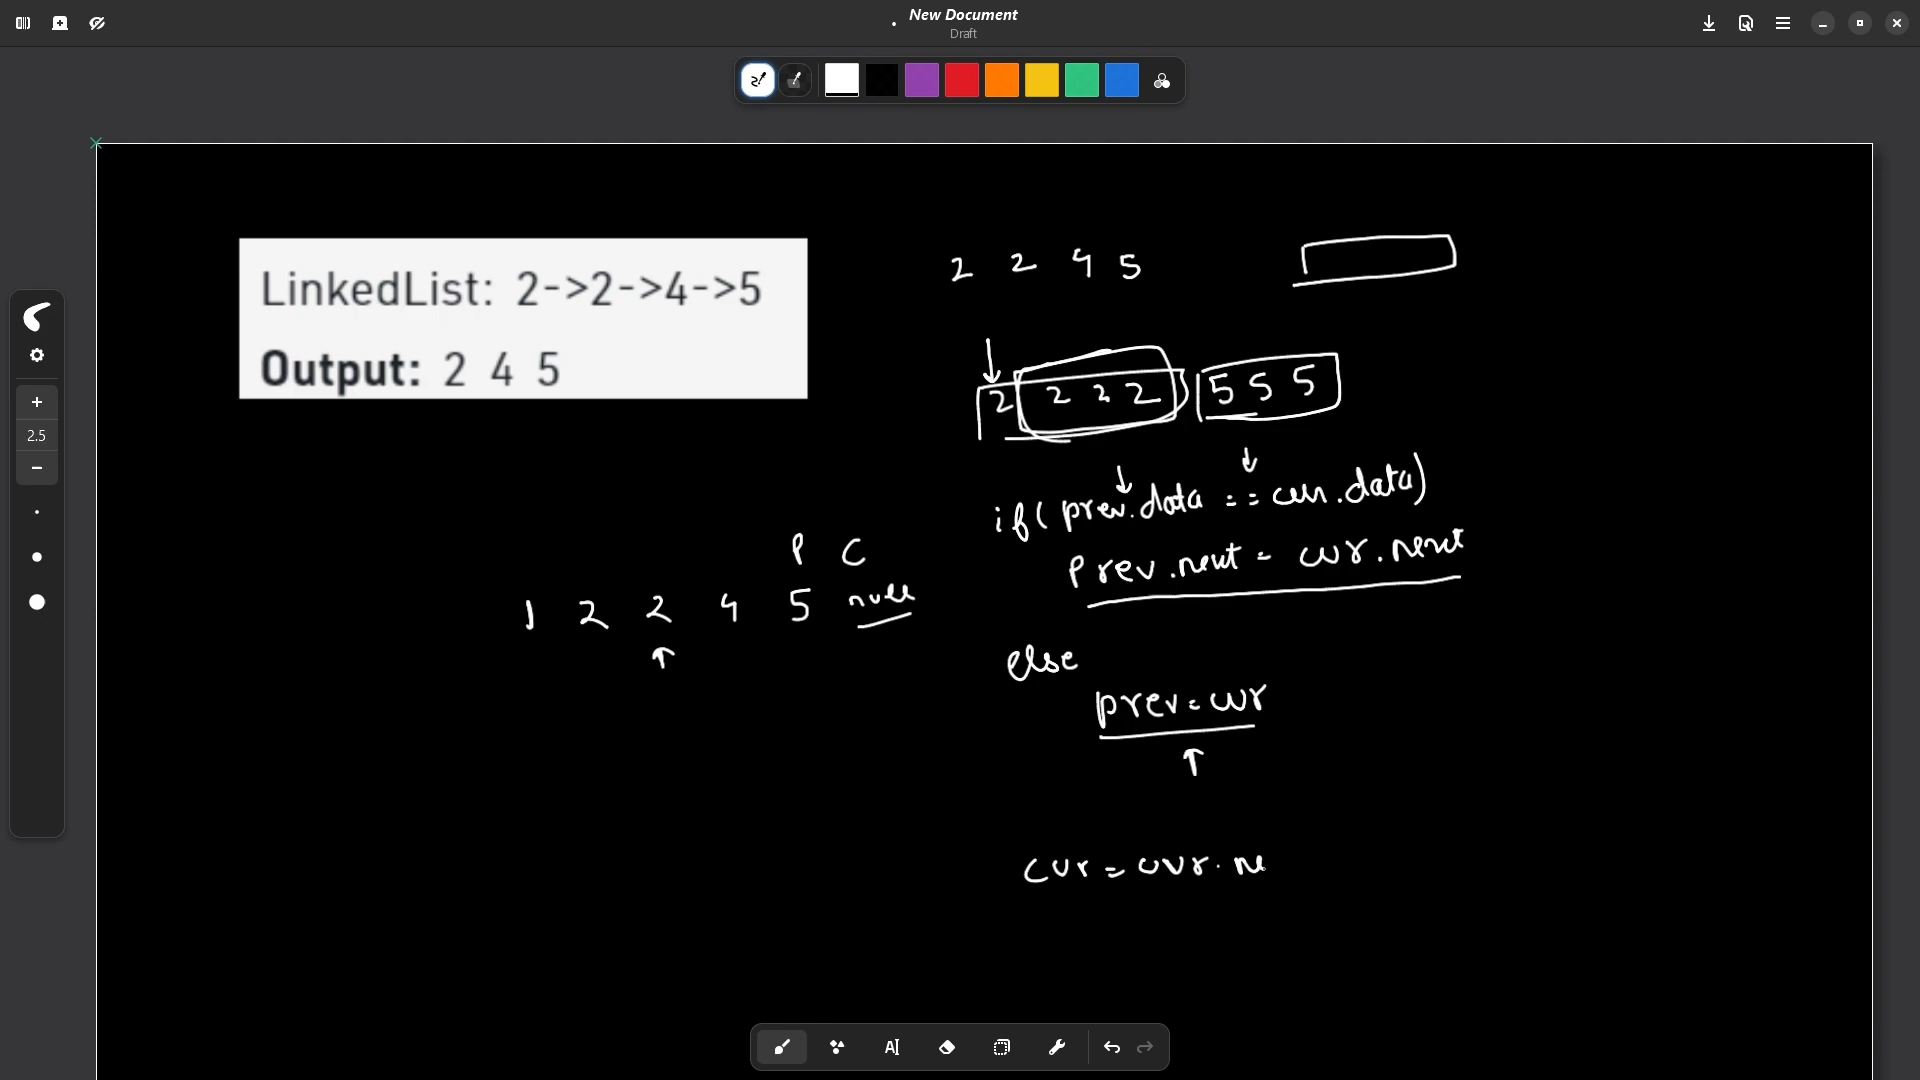 New Document
Draft
LinkedList: 2->2->4->5
Output: 2 4 5
2 2 4 5
2 2 2 2 5 5 5
if(prev.data == curr.data)
prev.next = curr.next
P C
1 2 2 4 5 null
else
prev = curr
cur = curr.ne
2.5
AI